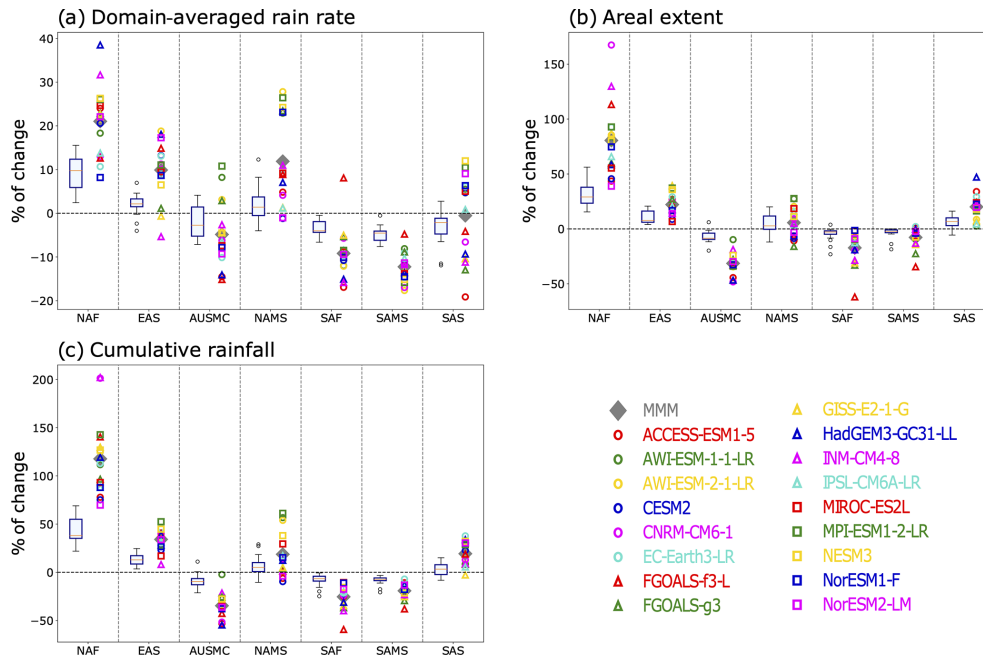 (a) Domain-averaged rain rate
% of change
40
30
20
10
0
−10
−20
NAF EAS AUSMC NAMS SAF SAMS SAS
(b) Areal extent
% of change
150
100
50
0
−50
NAF EAS AUSMC NAMS SAF SAMS SAS
(c) Cumulative rainfall
% of change
200
150
100
50
0
−50
NAF EAS AUSMC NAMS SAF SAMS SAS
MMM
ACCESS-ESM1-5
AWI-ESM-1-1-LR
AWI-ESM-2-1-LR
CESM2
CNRM-CM6-1
EC-Earth3-LR
FGOALS-f3-L
FGOALS-g3
GISS-E2-1-G
HadGEM3-GC31-LL
INM-CM4-8
IPSL-CM6A-LR
MIROC-ES2L
MPI-ESM1-2-LR
NESM3
NorESM1-F
NorESM2-LM